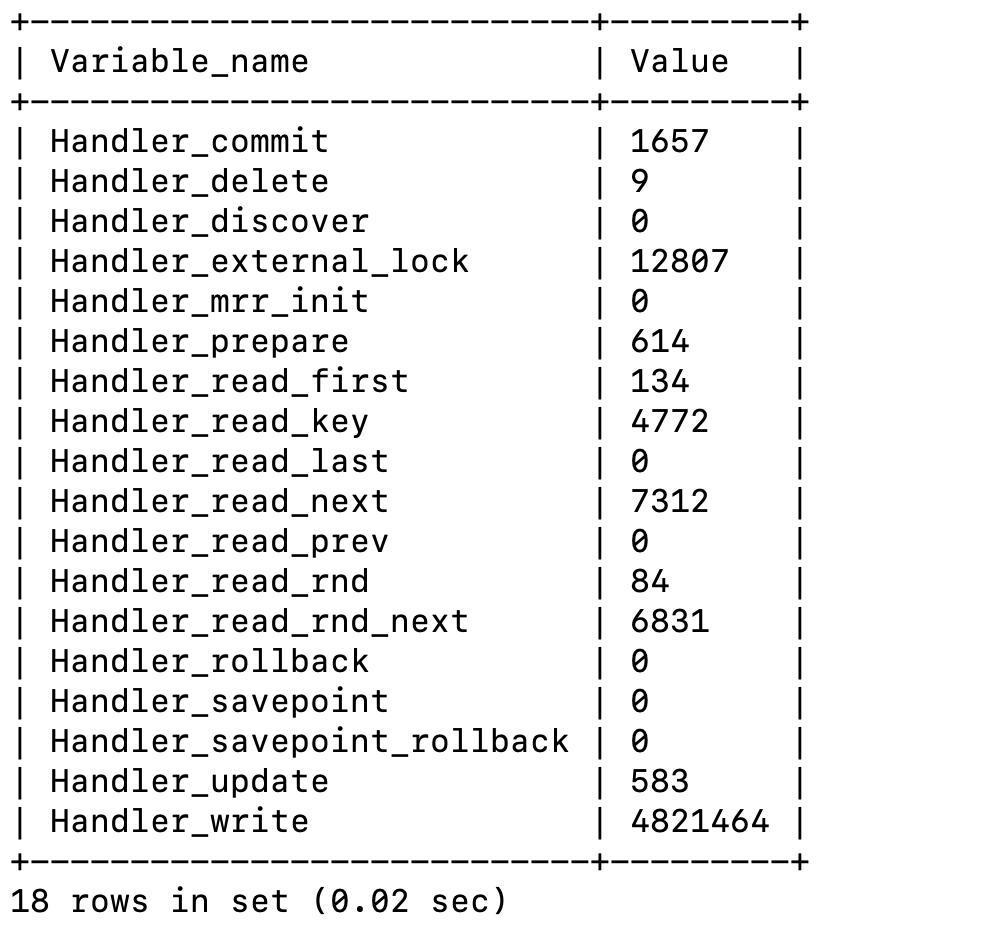 +----------------------------+---------+
| Variable_name              | Value   |
+----------------------------+---------+
| Handler_commit             | 1657    |
| Handler_delete             | 9       |
| Handler_discover           | 0       |
| Handler_external_lock      | 12807   |
| Handler_mrr_init           | 0       |
| Handler_prepare            | 614     |
| Handler_read_first         | 134     |
| Handler_read_key           | 4772    |
| Handler_read_last          | 0       |
| Handler_read_next          | 7312    |
| Handler_read_prev          | 0       |
| Handler_read_rnd           | 84      |
| Handler_read_rnd_next      | 6831    |
| Handler_rollback           | 0       |
| Handler_savepoint          | 0       |
| Handler_savepoint_rollback | 0       |
| Handler_update             | 583     |
| Handler_write              | 4821464 |
+----------------------------+---------+
18 rows in set (0.02 sec)